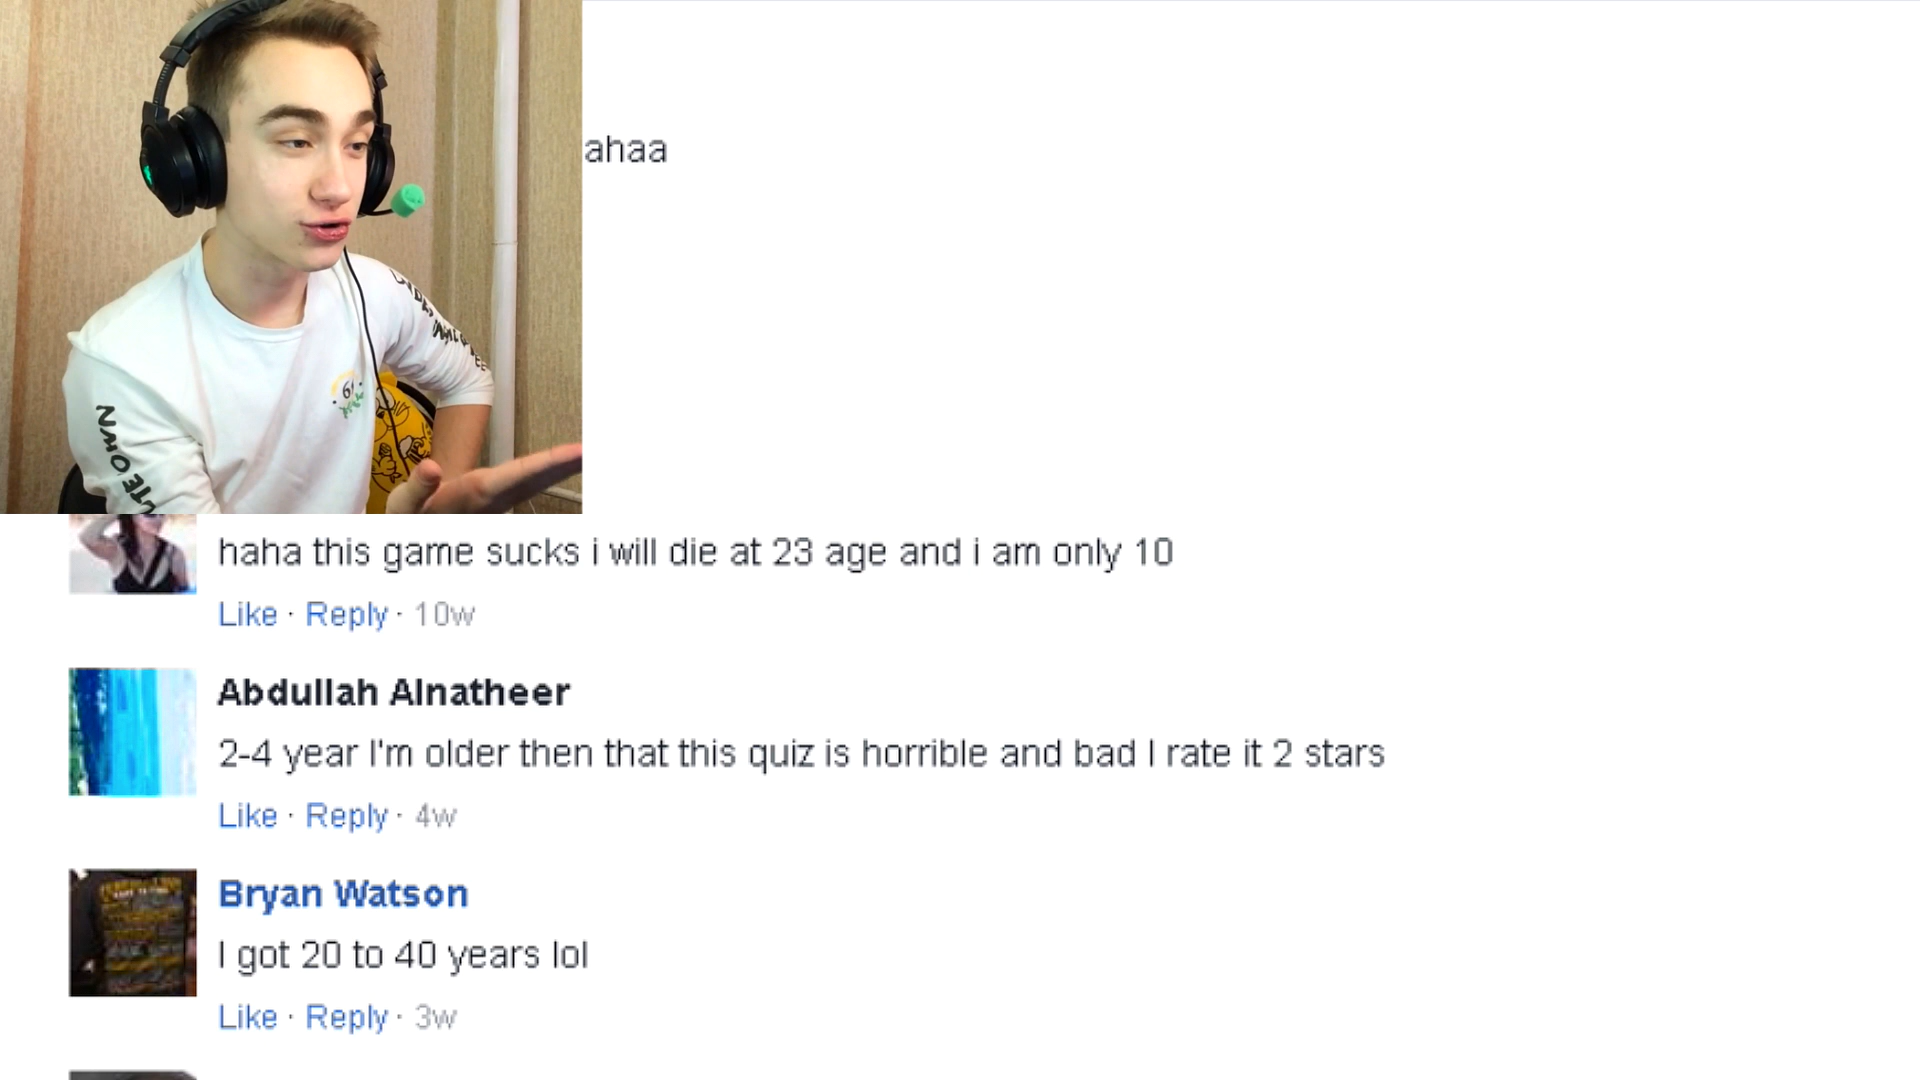 ahaa
haha this game sucks i will die at 23 age and i am only 10
Like · Reply · 10w
Abdullah Alnatheer
2-4 year I'm older then that this quiz is horrible and bad I rate it 2 stars
Like · Reply · 4w
Bryan Watson
I got 20 to 40 years lol
Like · Reply · 3w